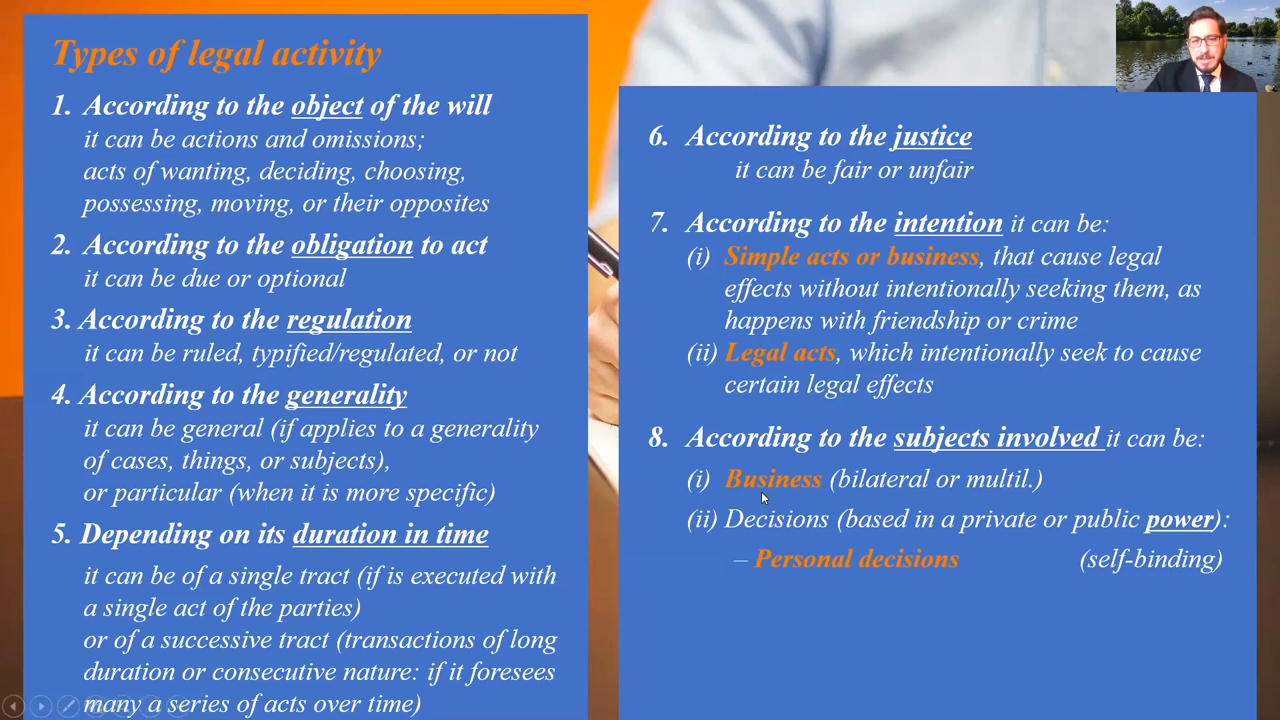 Types of legal activity
1. According to the object of the will
it can be actions and omissions;
acts of wanting, deciding, choosing,
possessing, moving, or their opposites
2. According to the obligation to act
it can be due or optional
3. According to the regulation
it can be ruled, typified/regulated, or not
4. According to the generality
it can be general (if applies to a generality
of cases, things, or subjects),
or particular (when it is more specific)
5. Depending on its duration in time
it can be of a single tract (if is executed with
a single act of the parties)
or of a successive tract (transactions of long
duration or consecutive nature: if it foresees
many a series of acts over time)
6. According to the justice
it can be fair or unfair
7. According to the intention it can be:
(i) Simple acts or business, that cause legal
effects without intentionally seeking them, as
happens with friendship or crime
(ii) Legal acts, which intentionally seek to cause
certain legal effects
8. According to the subjects involved it can be:
(i) Business (bilateral or multil.)
(ii) Decisions (based in a private or public power):
– Personal decisions (self-binding)